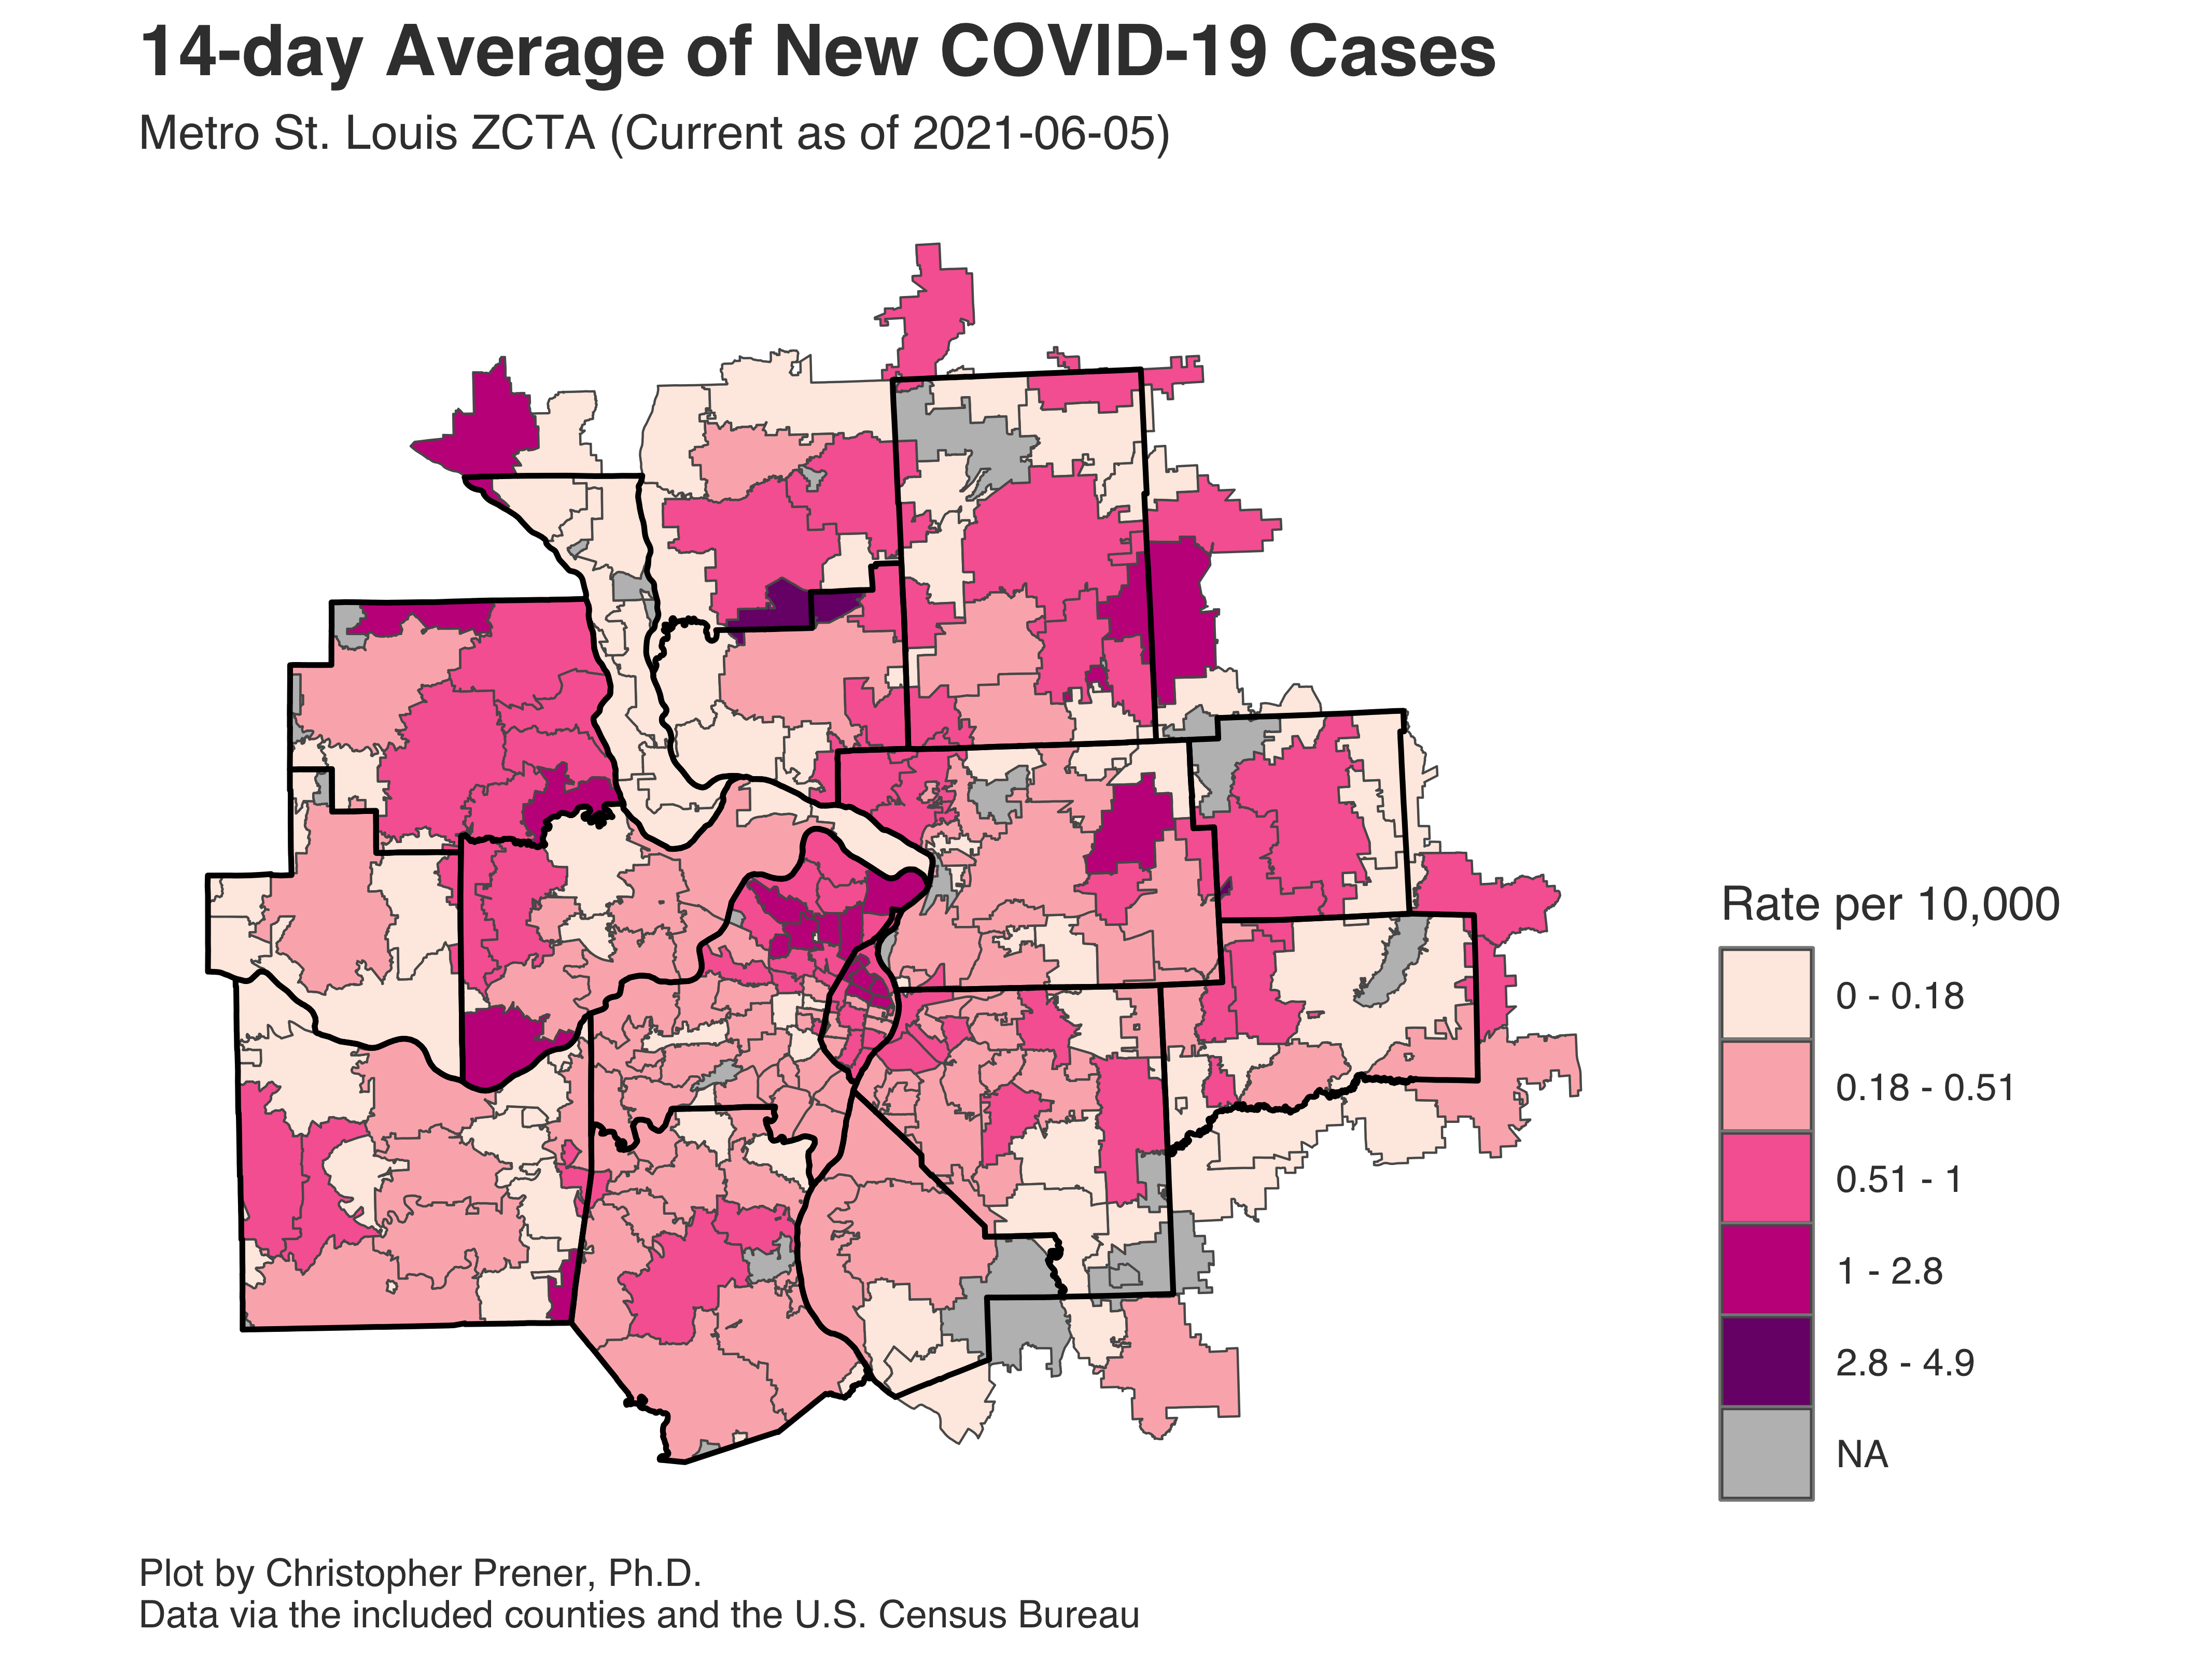 14-day Average of New COVID-19 Cases
Metro St. Louis ZCTA (Current as of 2021-06-05)
Rate per 10,000
0 - 0.18
0.18 - 0.51
0.51 - 1
1 - 2.8
2.8 - 4.9
NA
Plot by Christopher Prener, Ph.D.
Data via the included counties and the U.S. Census Bureau